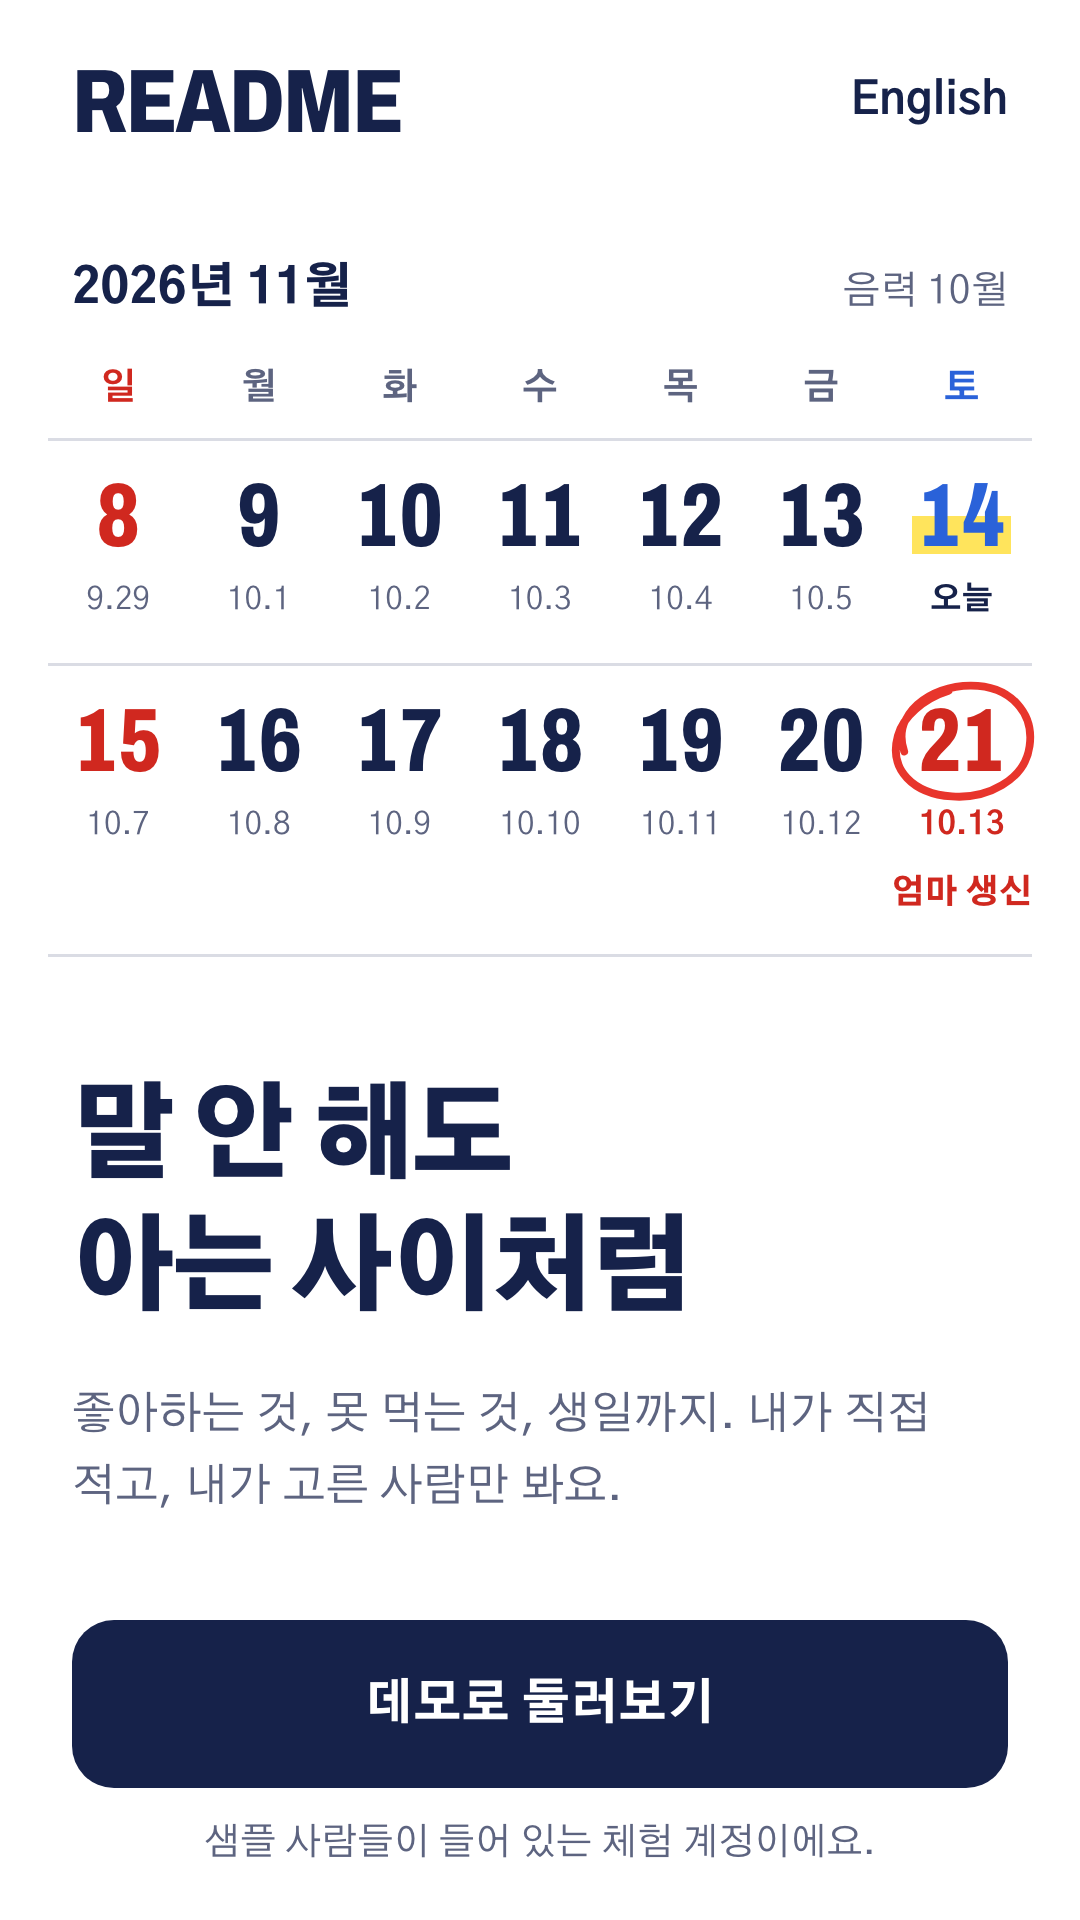 README
English
2026년 11월
음력 10월
일 월 화 수 목 금 토
8 9 10 11 12 13 14
9.29 10.1 10.2 10.3 10.4 10.5 오늘
15 16 17 18 19 20 21
10.7 10.8 10.9 10.10 10.11 10.12 10.13
엄마 생신
말 안 해도
아는 사이처럼
좋아하는 것, 못 먹는 것, 생일까지. 내가 직접
적고, 내가 고른 사람만 봐요.
데모로 둘러보기
샘플 사람들이 들어 있는 체험 계정이에요.